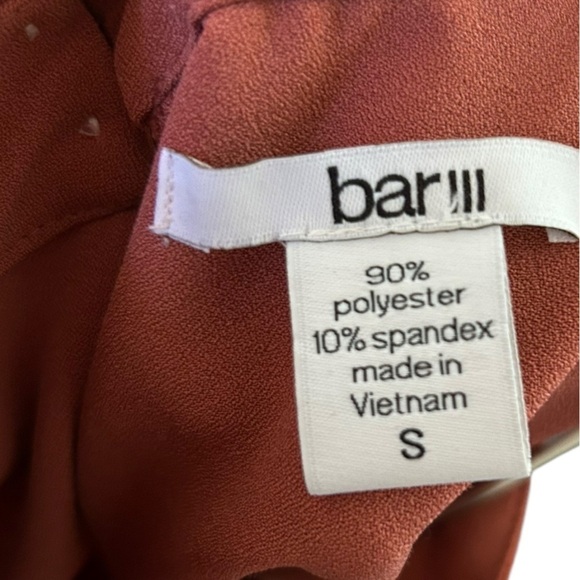 bar III
90%
polyester
10% spandex
made in
Vietnam
S